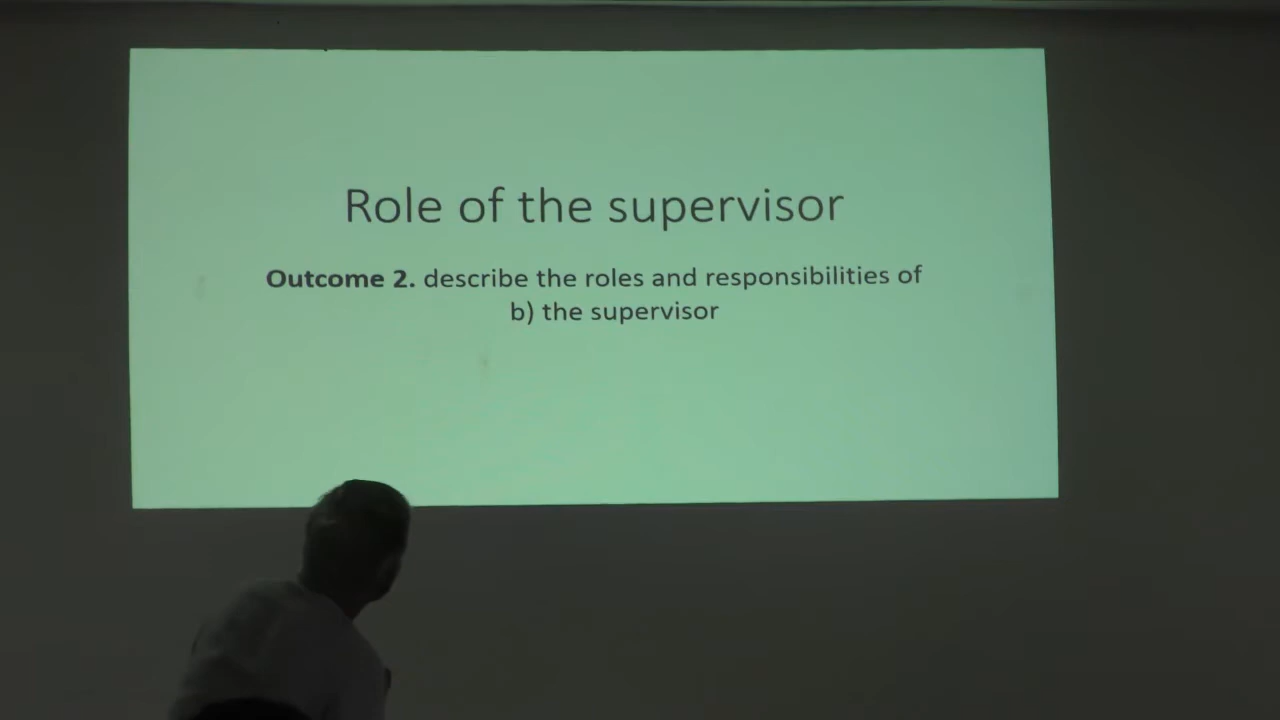 Role of the supervisor
Outcome 2. describe the roles and responsibilities of
b) the supervisor